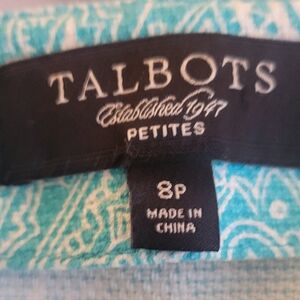 TALBOTS
Established 1947
PETITES
8P
MADE IN
CHINA